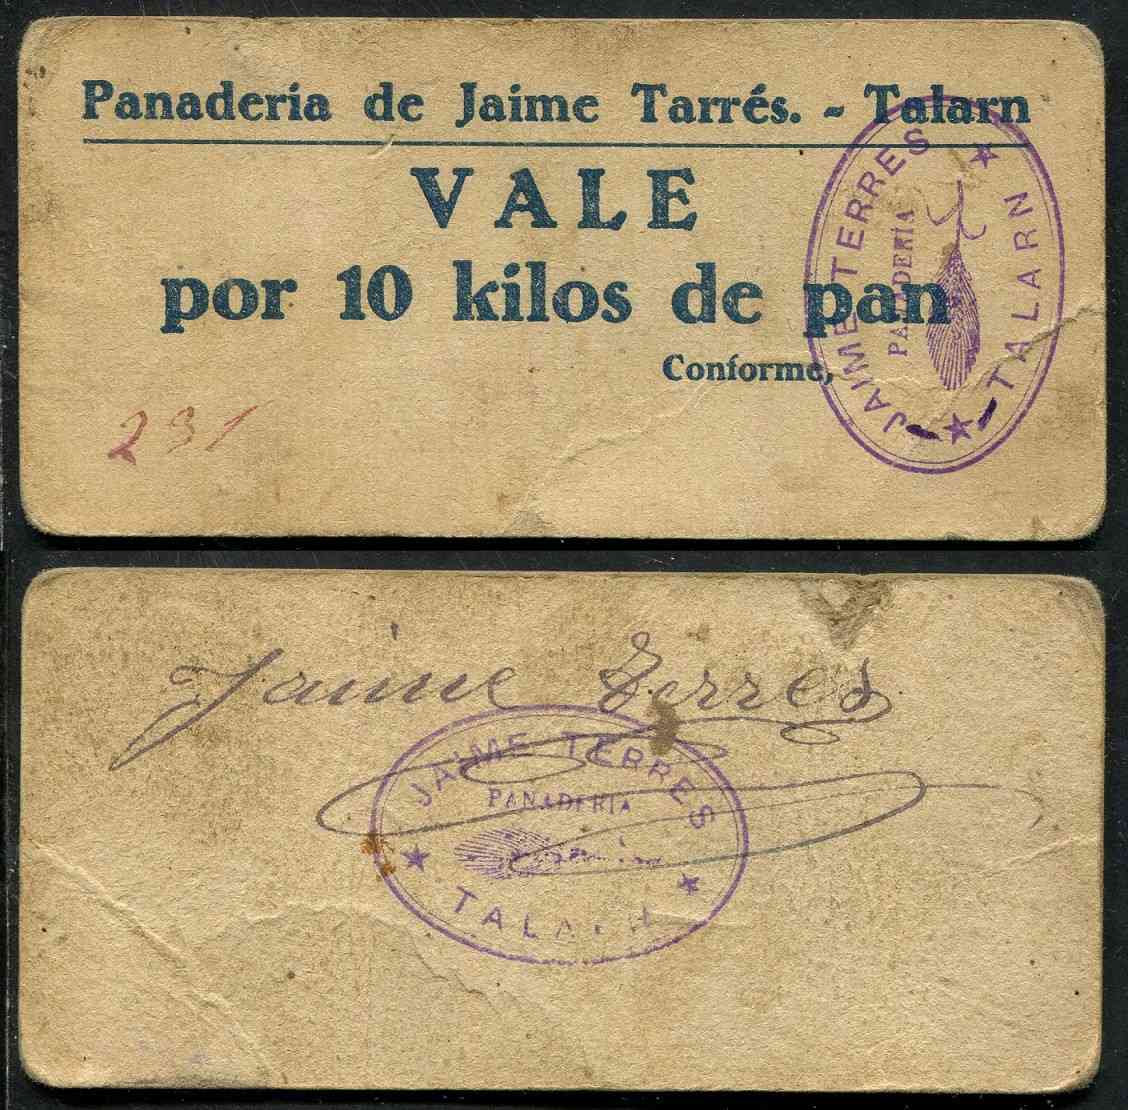 Panadería de Jaime Tarrés. - Talarn
VALE
por 10 kilos de pan
Conforme,
231
JAIME TERRES
PANADERIA
TALARN
Jaime Terres
JAIME TERRES
PANADERIA
TALARN